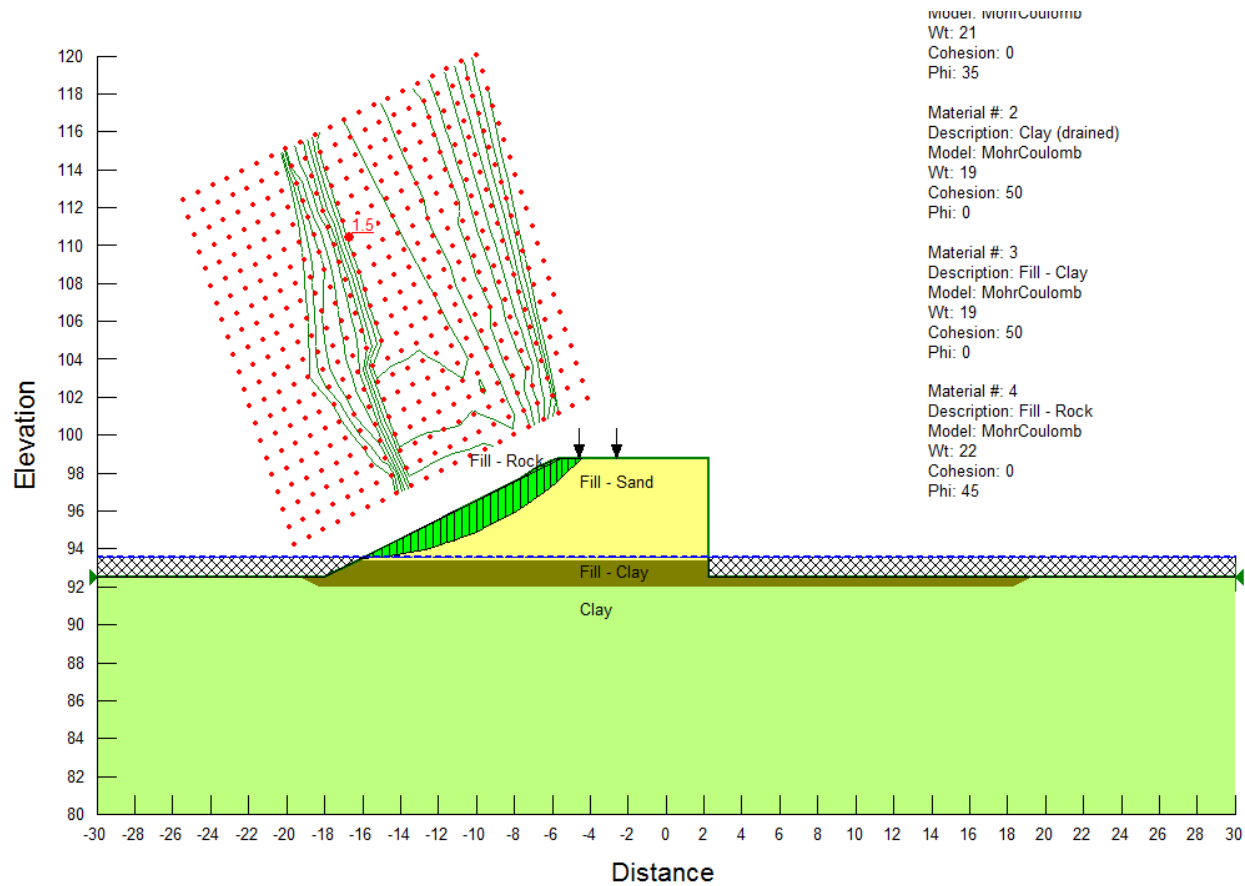 Model: MohrCoulomb
Wt: 21
Cohesion: 0
Phi: 35
Material #: 2
Description: Clay (drained)
Model: MohrCoulomb
Wt: 19
Cohesion: 50
Phi: 0
Material #: 3
Description: Fill - Clay
Model: MohrCoulomb
Wt: 19
Cohesion: 50
Phi: 0
Material #: 4
Description: Fill - Rock
Model: MohrCoulomb
Wt: 22
Cohesion: 0
Phi: 45
120
118
116
114
112
110
108
106
104
102
100
98
96
94
92
90
88
86
84
82
80
Elevation
1.5
Fill - Rock
Fill - Sand
Fill - Clay
Clay
-30 -28 -26 -24 -22 -20 -18 -16 -14 -12 -10 -8 -6 -4 -2 0 2 4 6 8 10 12 14 16 18 20 22 24 26 28 30
Distance